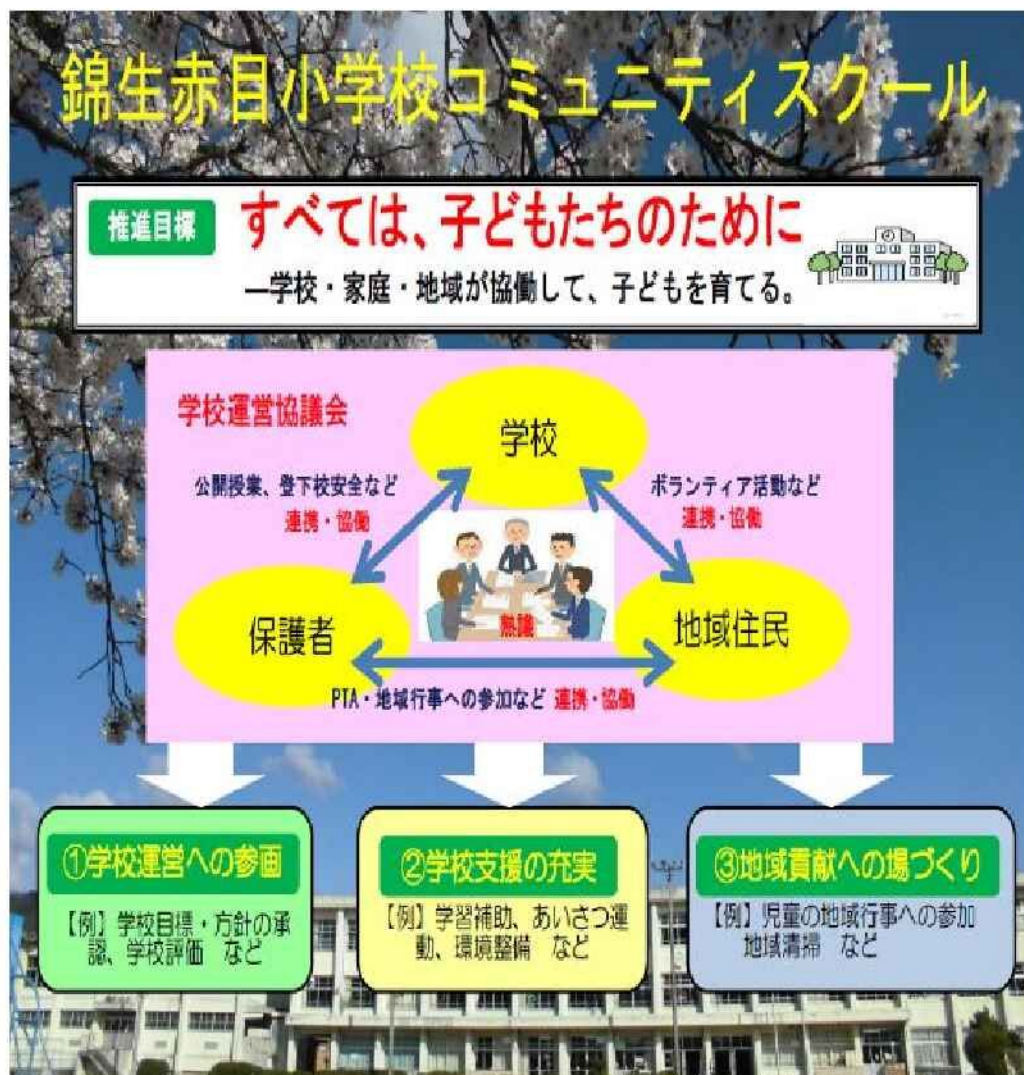 錦生赤目小学校コミュニティスクール
推進目標
すべては、子どもたちのために
―学校・家庭・地域が協働して、子どもを育てる。
学校運営協議会
学校
公開授業、登下校安全など
連携・協働
ボランティア活動など
連携・協働
熟議
保護者
地域住民
PTA・地域行事への参加など 連携・協働
①学校運営への参画
【例】学校目標・方針の承
認、学校評価 など
②学校支援の充実
【例】学習補助、あいさつ運
動、環境整備 など
③地域貢献への場づくり
【例】児童の地域行事への参加
地域清掃 など